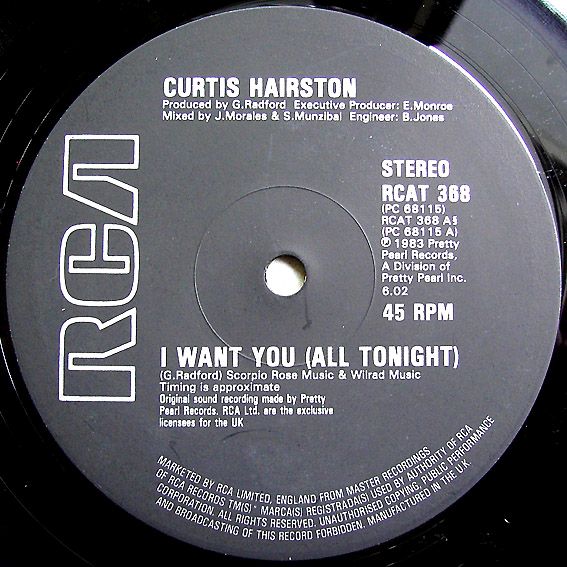 RCA
CURTIS HAIRSTON
Produced by G.Radford Executive Producer: E.Monroe
Mixed by J.Morales & S.Munzibai Engineer: B.Jones
STEREO
RCAT 368
(PC 68115)
RCAT 368 A§
(PC 68115 A)
℗ 1983 Pretty
Pearl Records,
A Division of
Pretty Pearl Inc.
6.02
45 RPM
I WANT YOU (ALL TONIGHT)
(G.Radford) Scorpio Rose Music & Wilrad Music
Timing is approximate
Original sound recording made by Pretty
Pearl Records. RCA Ltd. are the exclusive
licensees for the UK
MARKETED BY RCA LIMITED, ENGLAND FROM MASTER RECORDINGS
OF RCA RECORDS TM(S)® MARCA(S) REGISTRADA(S) USED BY AUTHORITY OF RCA
CORPORATION. ALL RIGHTS RESERVED. UNAUTHORISED COPYING, PUBLIC PERFORMANCE
AND BROADCASTING OF THIS RECORD FORBIDDEN. MANUFACTURED IN THE U.K.